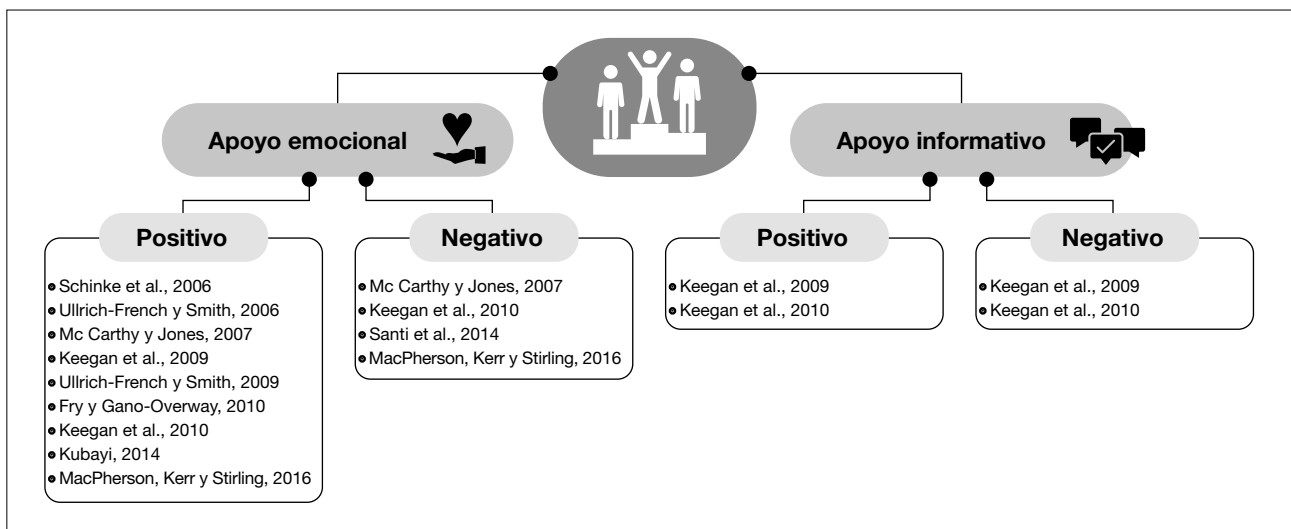 Apoyo emocional
Apoyo informativo
Positivo
Schinke et al., 2006
Ullrich-French y Smith, 2006
Mc Carthy y Jones, 2007
Keegan et al., 2009
Ullrich-French y Smith, 2009
Fry y Gano-Overway, 2010
Keegan et al., 2010
Kubayi, 2014
MacPherson, Kerr y Stirling, 2016
Negativo
Mc Carthy y Jones, 2007
Keegan et al., 2010
Santi et al., 2014
MacPherson, Kerr y Stirling, 2016
Positivo
Keegan et al., 2009
Keegan et al., 2010
Negativo
Keegan et al., 2009
Keegan et al., 2010